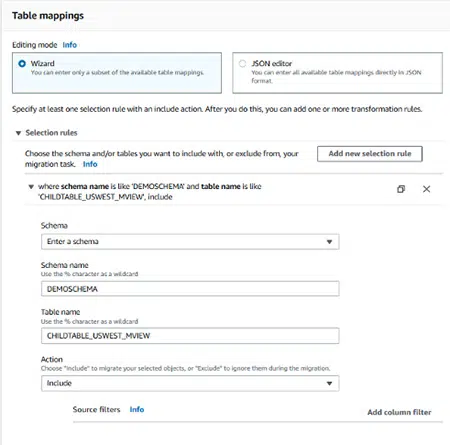 Table mappings
Editing mode Info
Wizard
You can enter only a subset of the available table mappings.
JSON editor
You can enter all available table mappings directly in JSON
format.
Specify at least one selection rule with an include action. After you do this, you can add one or more transformation rules.
Selection rules
Choose the schema and/or tables you want to include with, or exclude from, your
migration task. Info
Add new selection rule
where schema name is like 'DEMOSCHEMA' and table name is like
'CHILDTABLE_USWEST_MVIEW', include
Schema
Enter a schema
Schema name
Use the % character as a wildcard
DEMOSCHEMA
Table name
Use the % character as a wildcard
CHILDTABLE_USWEST_MVIEW
Action
Choose "Include" to migrate your selected objects, or "Exclude" to ignore them during the migration.
Include
Source filters Info
Add column filter